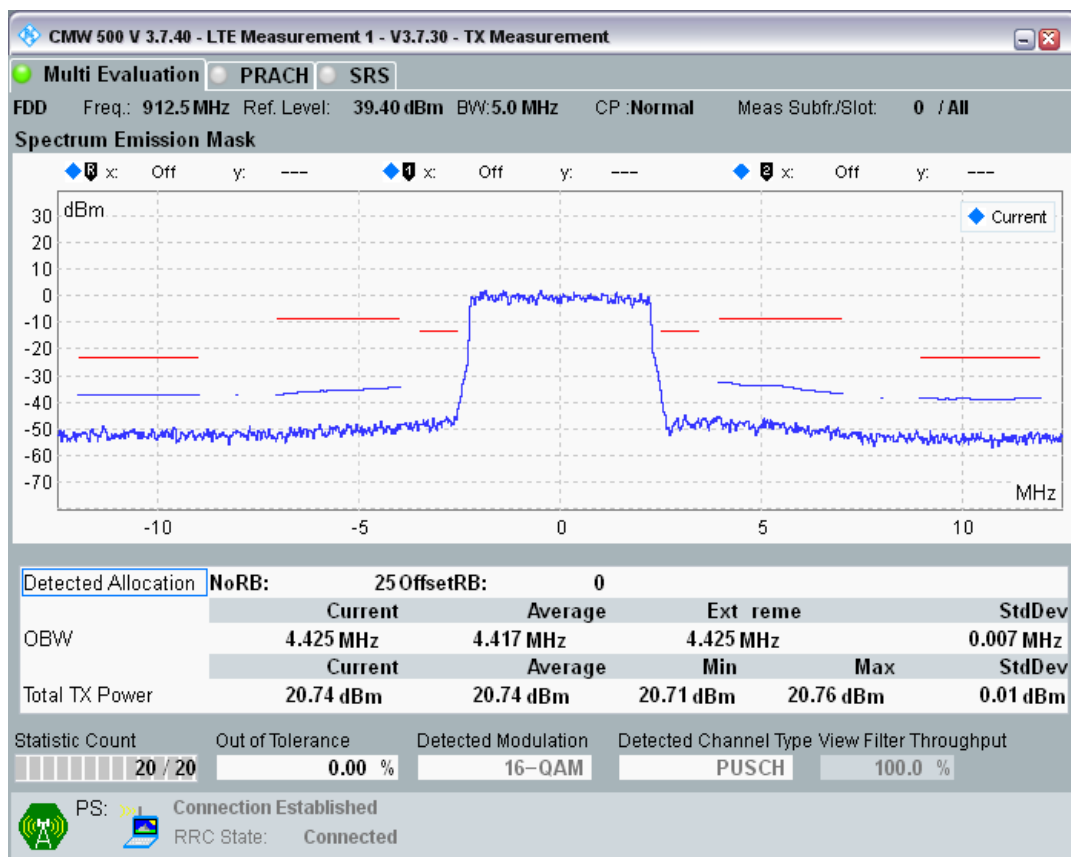 CMW 500 V 3.7.40 - LTE Measurement 1 - V3.7.30 - TX Measurement
Multi Evaluation PRACH SRS
FDD Freq.: 912.5 MHz Ref. Level: 39.40 dBm BW: 5.0 MHz CP :Normal Meas Subfr./Slot: 0 / All
Spectrum Emission Mask
R x: Off y: --- 1 x: Off y: --- 2 x: Off y: ---
dBm
Current
30
20
10
0
-10
-20
-30
-40
-50
-60
-70
MHz
-10 -5 0 5 10
Detected Allocation NoRB: 25 OffsetRB: 0
Current Average Ext reme StdDev
OBW 4.425 MHz 4.417 MHz 4.425 MHz 0.007 MHz
Current Average Min Max StdDev
Total TX Power 20.74 dBm 20.74 dBm 20.71 dBm 20.76 dBm 0.01 dBm
Statistic Count Out of Tolerance Detected Modulation Detected Channel Type View Filter Throughput
20 / 20 0.00 % 16-QAM PUSCH 100.0 %
PS: Connection Established
RRC State: Connected